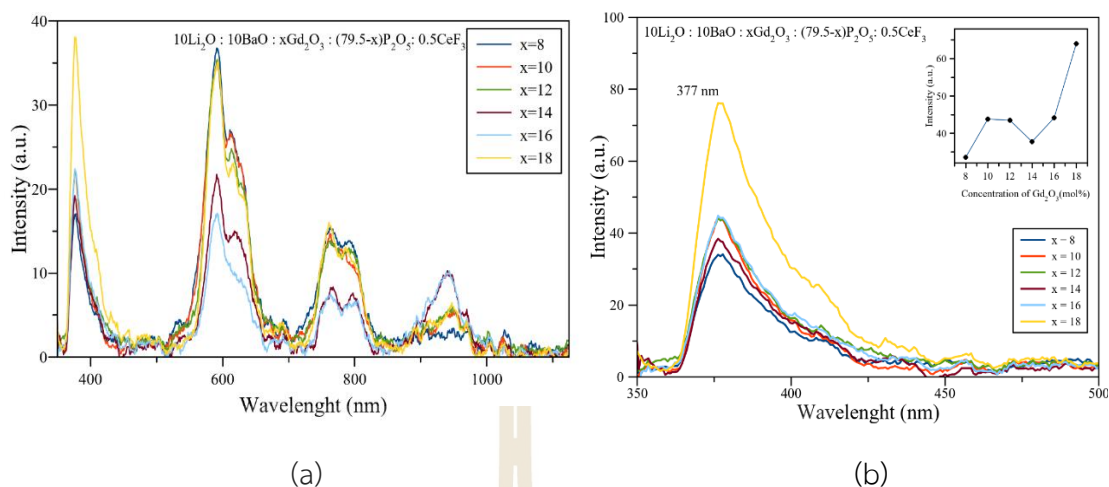 10Li₂O : 10BaO : xGd₂O₃ : (79.5-x)P₂O₅: 0.5CeF₃
x=8
x=10
x=12
x=14
x=16
x=18
40
30
20
10
0
Intensity (a.u.)
400
600
800
1000
Wavelenght (nm)
(a)
10Li₂O : 10BaO : xGd₂O₃ : (79.5-x)P₂O₅: 0.5CeF₃
377 nm
100
80
60
40
20
0
Intensity (a.u.)
350
375
400
425
450
475
500
Wavelenght (nm)
60
50
40
Intensity (a.u.)
8
10
12
14
16
18
Concentration of Gd₂O₃(mol%)
x − 8
x = 10
x = 12
x = 14
x = 16
x = 18
(b)